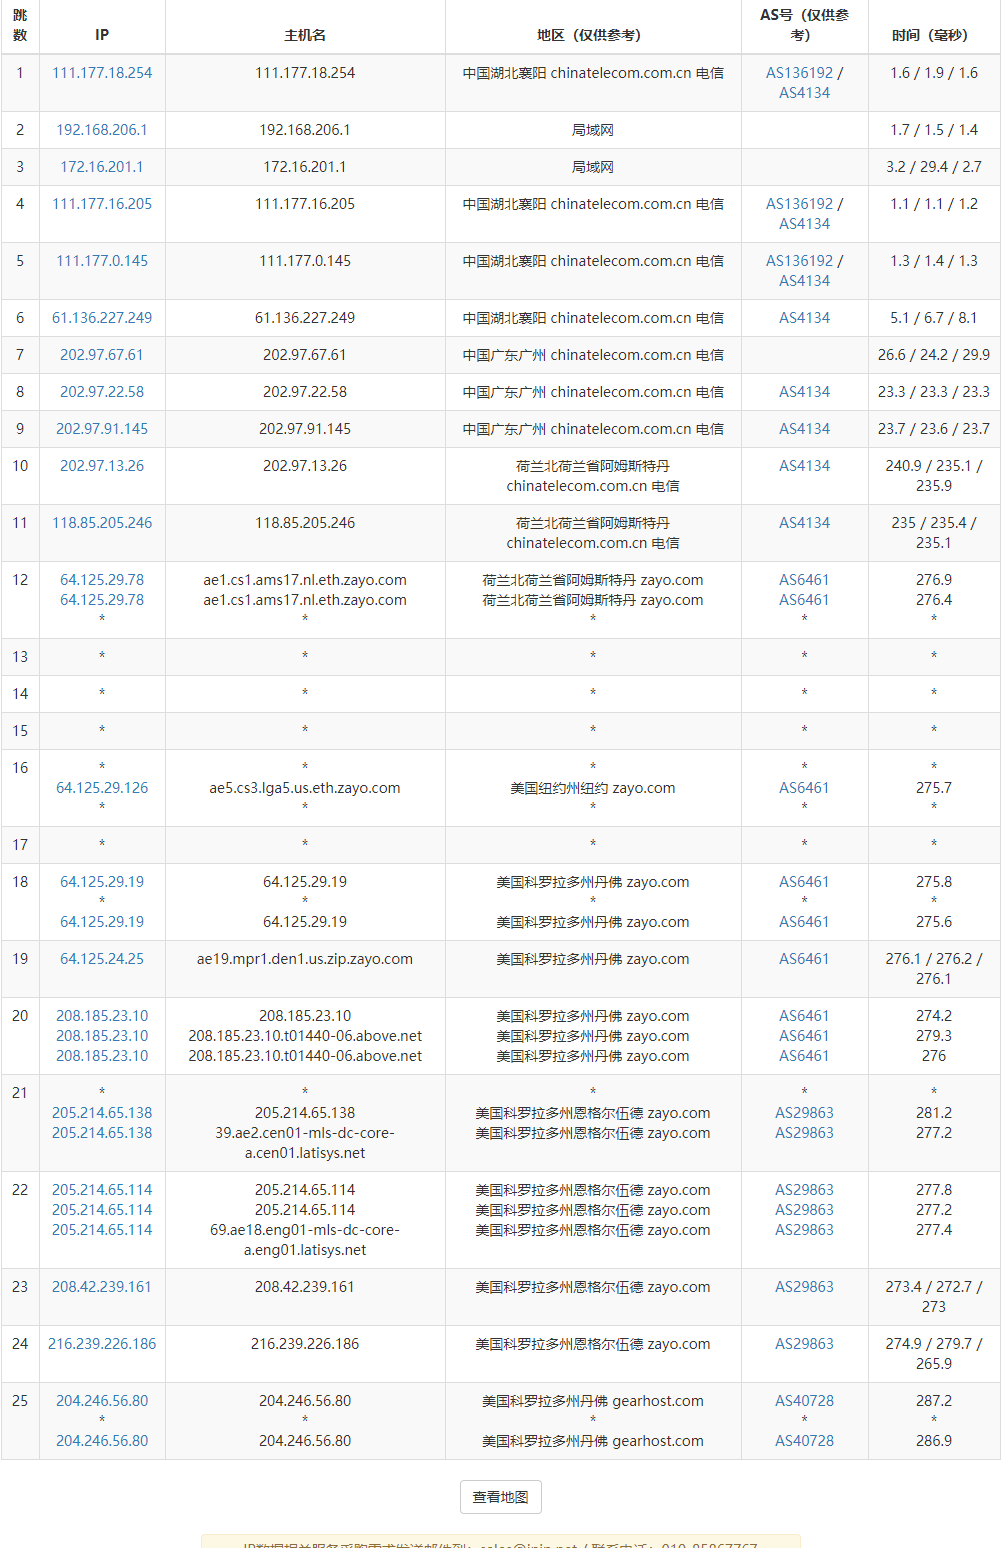 跳数 IP 主机名 地区（仅供参考） AS号（仅供参考） 时间（毫秒）
1 111.177.18.254 111.177.18.254 中国湖北襄阳 chinatelecom.com.cn 电信 AS136192 / AS4134 1.6 / 1.9 / 1.6
2 192.168.206.1 192.168.206.1 局域网 1.7 / 1.5 / 1.4
3 172.16.201.1 172.16.201.1 局域网 3.2 / 29.4 / 2.7
4 111.177.16.205 111.177.16.205 中国湖北襄阳 chinatelecom.com.cn 电信 AS136192 / AS4134 1.1 / 1.1 / 1.2
5 111.177.0.145 111.177.0.145 中国湖北襄阳 chinatelecom.com.cn 电信 AS136192 / AS4134 1.3 / 1.4 / 1.3
6 61.136.227.249 61.136.227.249 中国湖北襄阳 chinatelecom.com.cn 电信 AS4134 5.1 / 6.7 / 8.1
7 202.97.67.61 202.97.67.61 中国广东广州 chinatelecom.com.cn 电信 26.6 / 24.2 / 29.9
8 202.97.22.58 202.97.22.58 中国广东广州 chinatelecom.com.cn 电信 AS4134 23.3 / 23.3 / 23.3
9 202.97.91.145 202.97.91.145 中国广东广州 chinatelecom.com.cn 电信 AS4134 23.7 / 23.6 / 23.7
10 202.97.13.26 202.97.13.26 荷兰北荷兰省阿姆斯特丹 AS4134 240.9 / 235.1 /
chinatelecom.com.cn 电信 235.9
11 118.85.205.246 118.85.205.246 荷兰北荷兰省阿姆斯特丹 AS4134 235 / 235.4 /
chinatelecom.com.cn 电信 235.1
12 64.125.29.78 ae1.cs1.ams17.nl.eth.zayo.com 荷兰北荷兰省阿姆斯特丹 zayo.com AS6461 276.9
64.125.29.78 ae1.cs1.ams17.nl.eth.zayo.com 荷兰北荷兰省阿姆斯特丹 zayo.com AS6461 276.4
* * * * *
13 * * * * *
14 * * * * *
15 * * * * *
16 * * * * *
64.125.29.126 ae5.cs3.lga5.us.eth.zayo.com 美国纽约州纽约 zayo.com AS6461 275.7
* * * * *
17 * * * * *
18 64.125.29.19 64.125.29.19 美国科罗拉多州丹佛 zayo.com AS6461 275.8
* * * * *
64.125.29.19 64.125.29.19 美国科罗拉多州丹佛 zayo.com AS6461 275.6
19 64.125.24.25 ae19.mpr1.den1.us.zip.zayo.com 美国科罗拉多州丹佛 zayo.com AS6461 276.1 / 276.2 /
276.1
20 208.185.23.10 208.185.23.10 美国科罗拉多州丹佛 zayo.com AS6461 274.2
208.185.23.10 208.185.23.10.t01440-06.above.net 美国科罗拉多州丹佛 zayo.com AS6461 279.3
208.185.23.10 208.185.23.10.t01440-06.above.net 美国科罗拉多州丹佛 zayo.com AS6461 276
21 * * * * *
205.214.65.138 205.214.65.138 美国科罗拉多州恩格尔伍德 zayo.com AS29863 281.2
205.214.65.138 39.ae2.cen01-mls-dc-core- 美国科罗拉多州恩格尔伍德 zayo.com AS29863 277.2
a.cen01.latisys.net
22 205.214.65.114 205.214.65.114 美国科罗拉多州恩格尔伍德 zayo.com AS29863 277.8
205.214.65.114 205.214.65.114 美国科罗拉多州恩格尔伍德 zayo.com AS29863 277.2
205.214.65.114 69.ae18.eng01-mls-dc-core- 美国科罗拉多州恩格尔伍德 zayo.com AS29863 277.4
a.eng01.latisys.net
23 208.42.239.161 208.42.239.161 美国科罗拉多州恩格尔伍德 zayo.com AS29863 273.4 / 272.7 /
273
24 216.239.226.186 216.239.226.186 美国科罗拉多州恩格尔伍德 zayo.com AS29863 274.9 / 279.7 /
265.9
25 204.246.56.80 204.246.56.80 美国科罗拉多州丹佛 gearhost.com AS40728 287.2
* * * * *
204.246.56.80 204.246.56.80 美国科罗拉多州丹佛 gearhost.com AS40728 286.9
查看地图